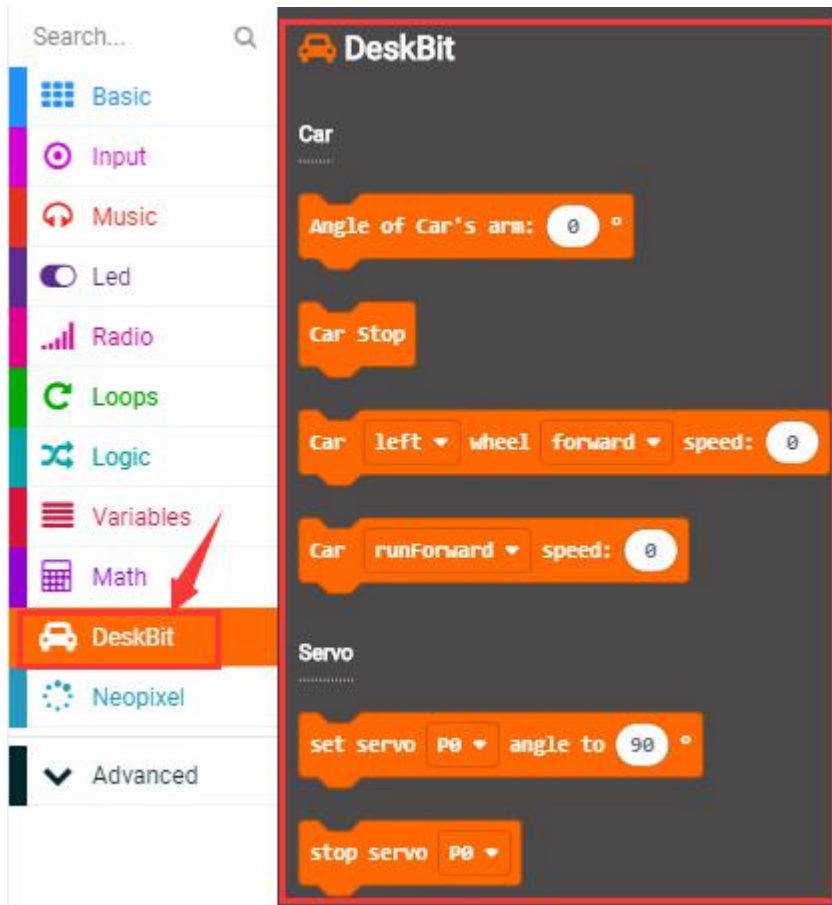 Search...
Basic
Input
Music
Led
Radio
Loops
Logic
Variables
Math
DeskBit
Neopixel
Advanced
DeskBit
Car
Angle of Car's arm: 0 °
Car Stop
Car left wheel forward speed: 0
Car runForward speed: 0
Servo
set servo P0 angle to 90 °
stop servo P0